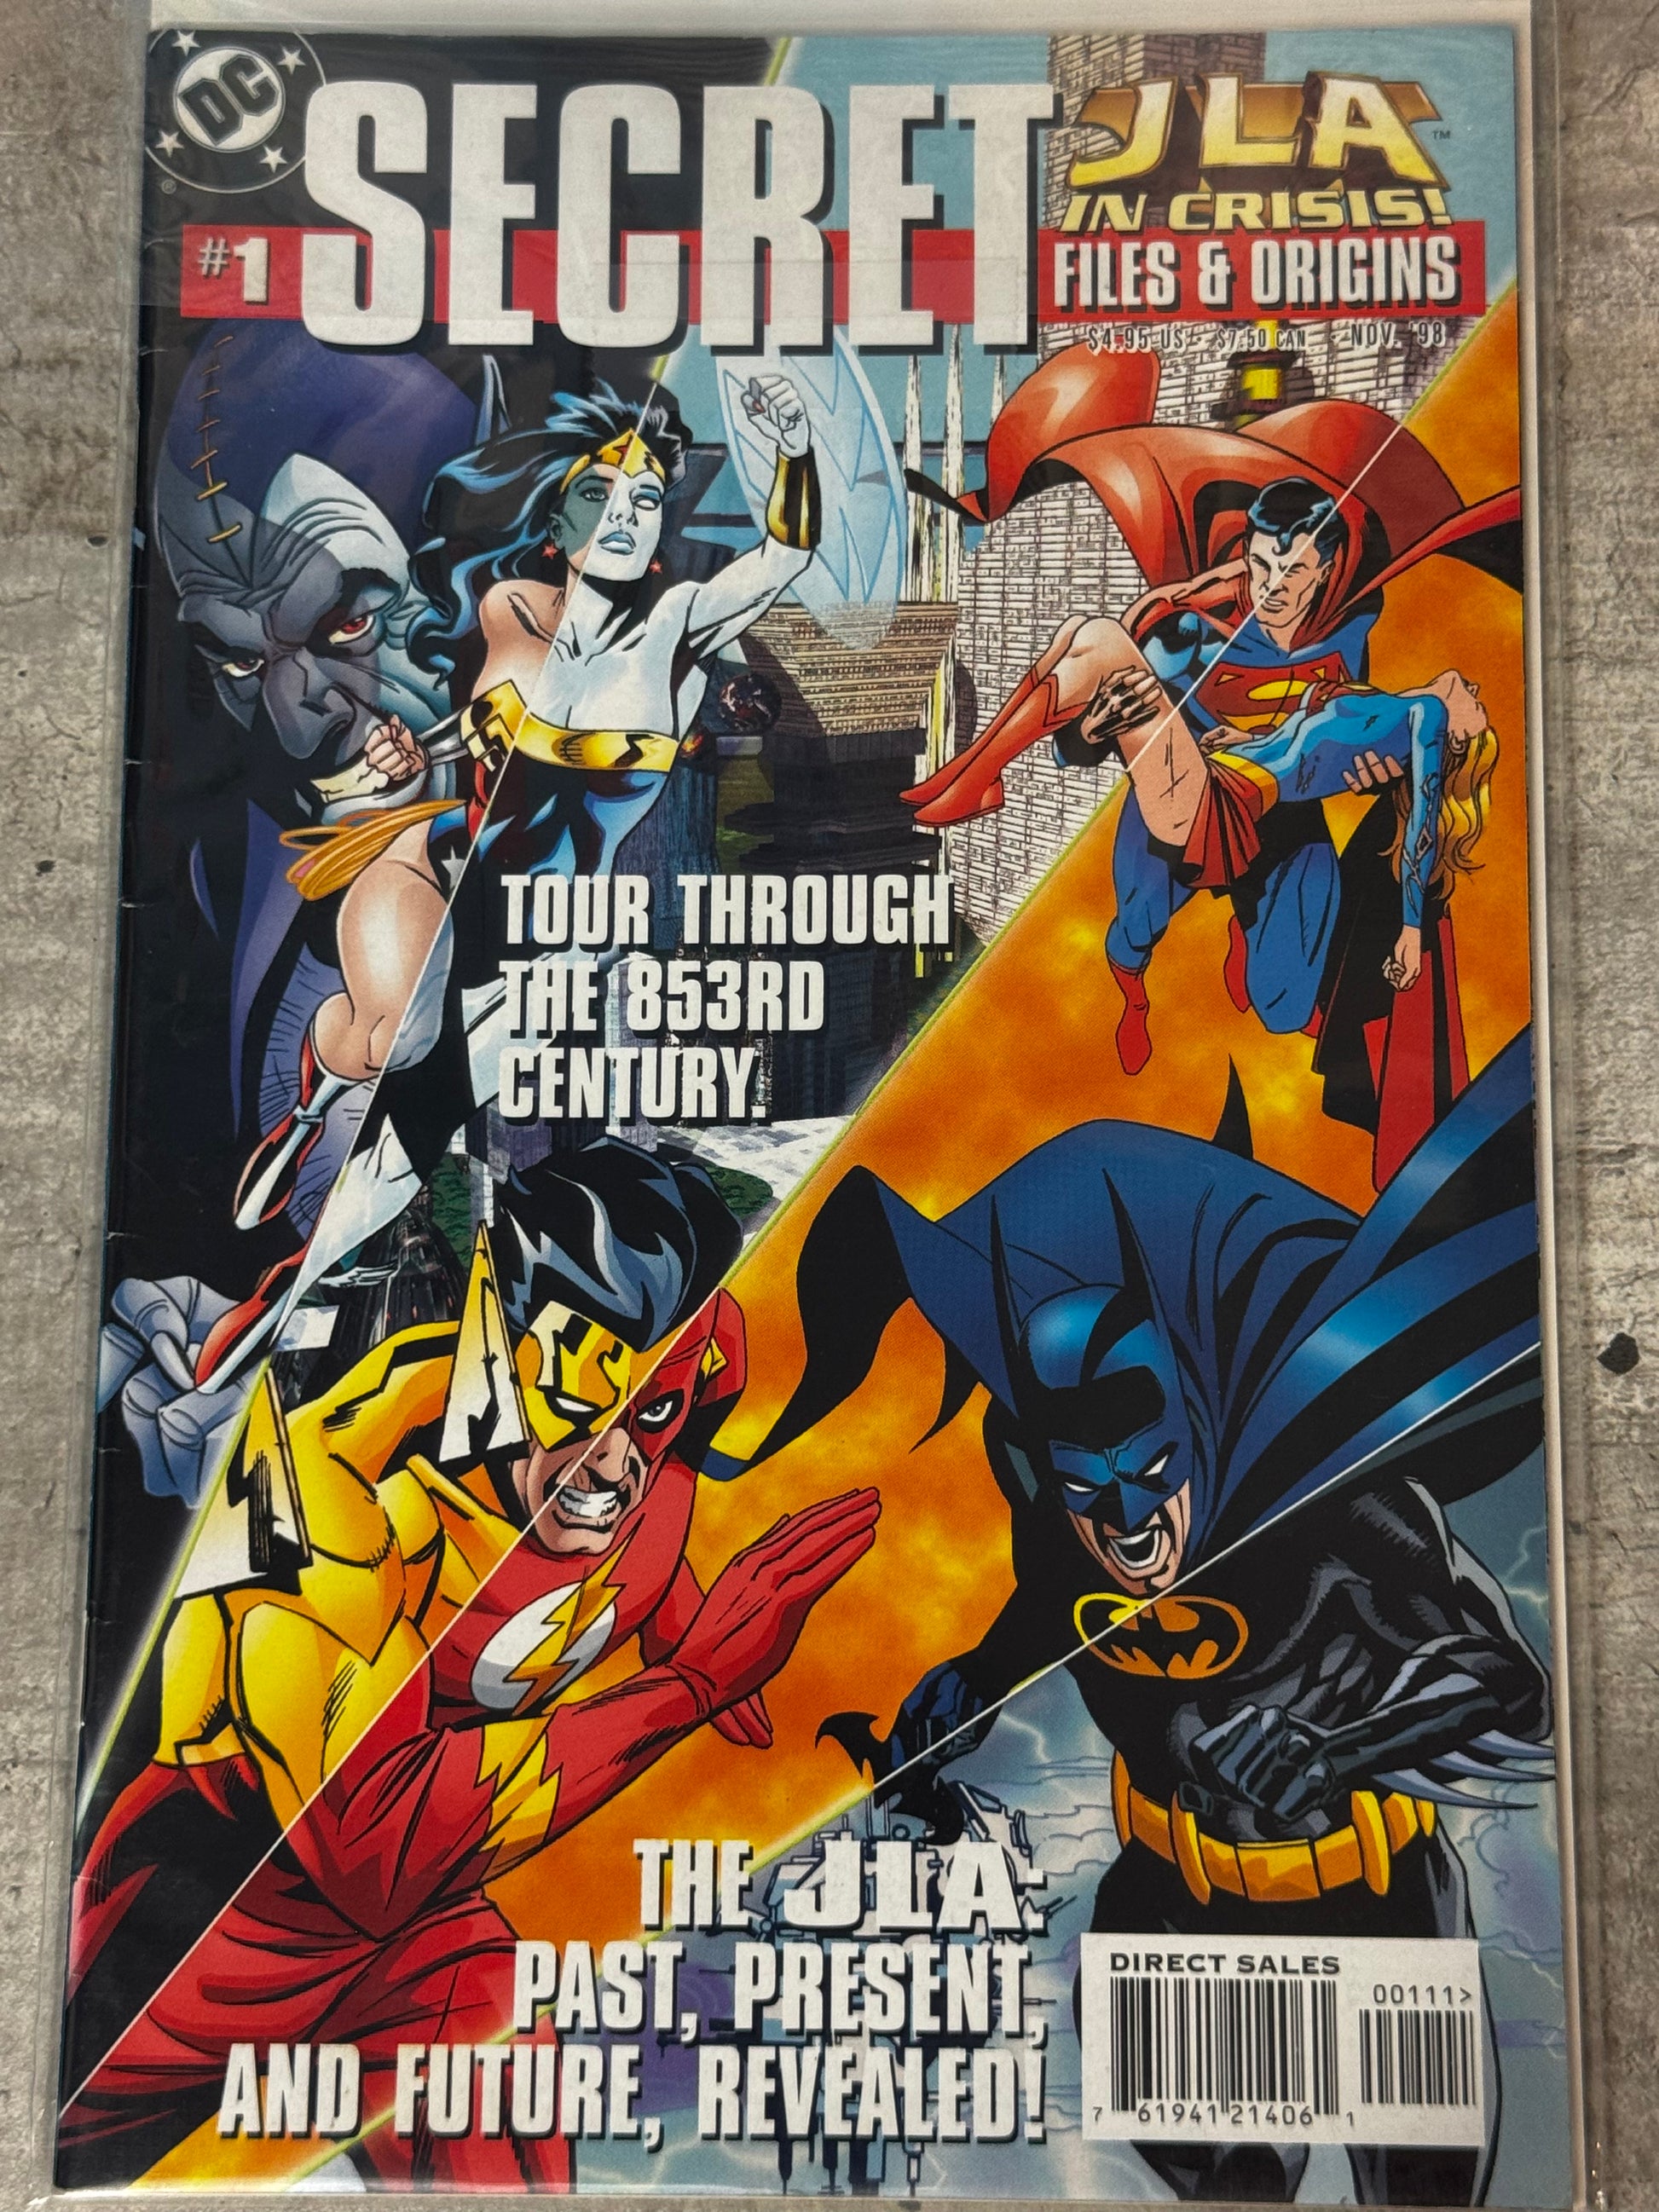 DC
®
SECRET
JLA™
IN CRISIS!
#1
FILES & ORIGINS
$4.95 US $7.50 CAN NOV. '98
TOUR THROUGH
THE 853RD
CENTURY.
THE JLA:
PAST, PRESENT,
AND FUTURE, REVEALED!
DIRECT SALES
00111>
7 61941 21406 1